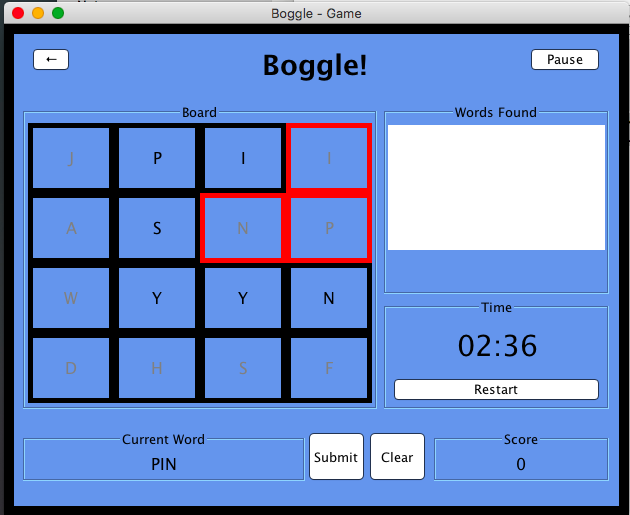 Boggle - Game
←
Boggle!
Pause
Board
Words Found
J P I I
A S N P
W Y Y N
D H S F
Time
02:36
Restart
Current Word
PIN
Submit
Clear
Score
0